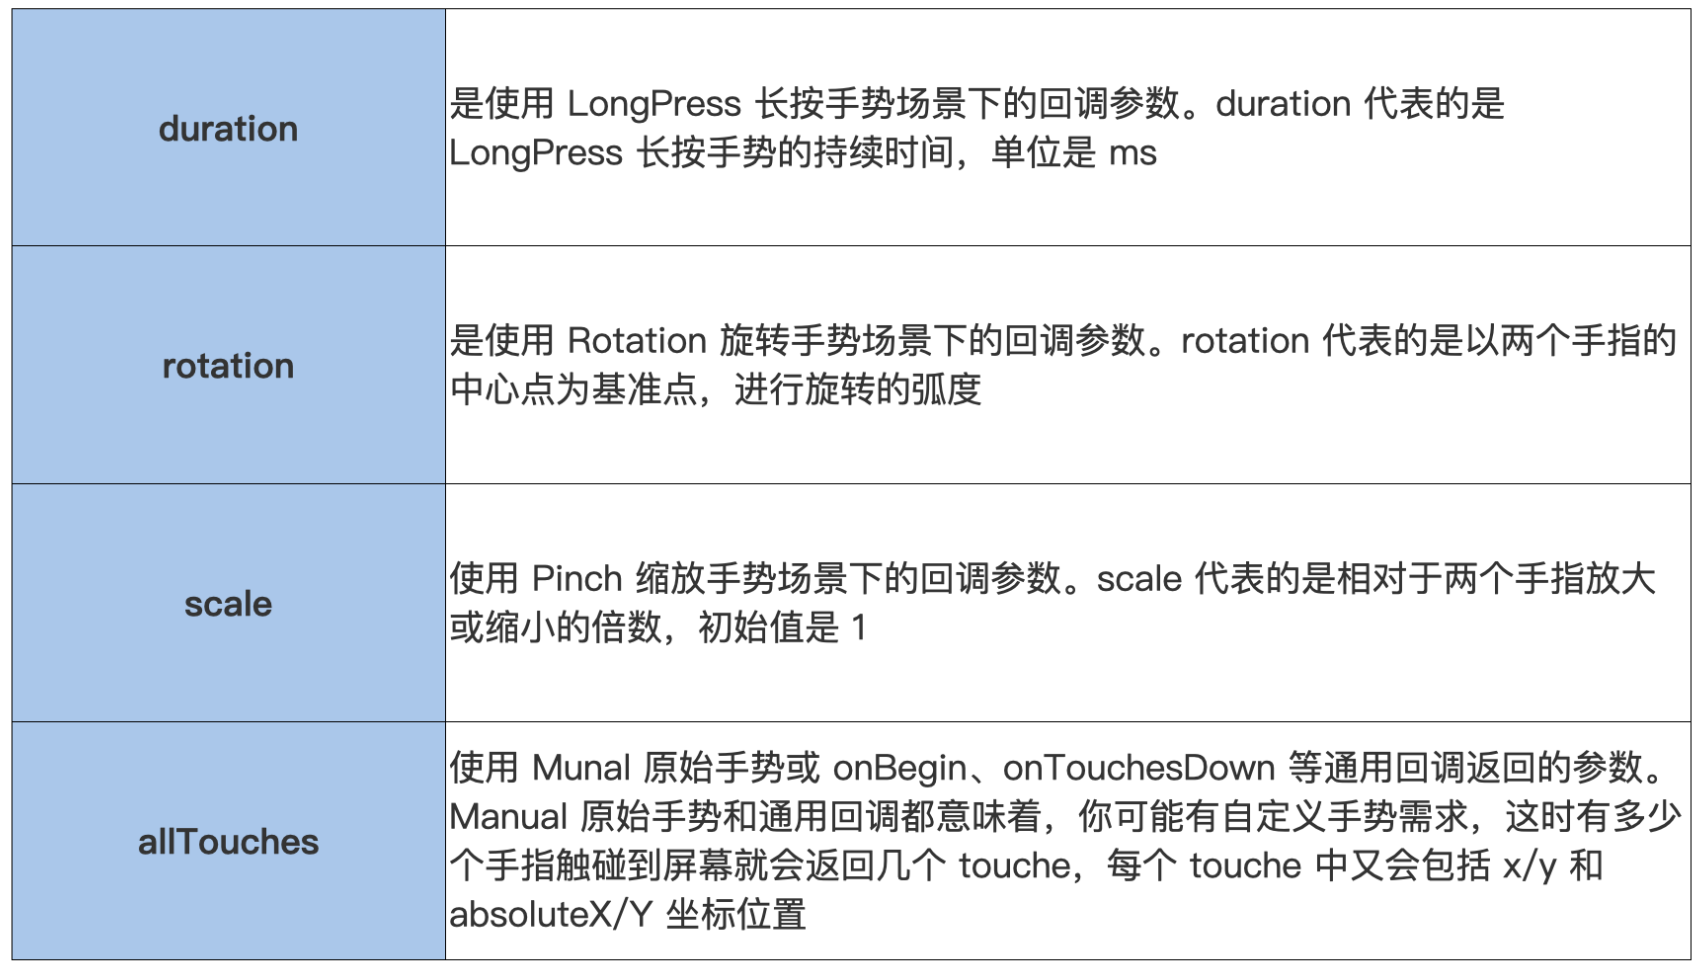 duration
是使用 LongPress 长按手势场景下的回调参数。duration 代表的是
LongPress 长按手势的持续时间，单位是 ms
rotation
是使用 Rotation 旋转手势场景下的回调参数。rotation 代表的是以两个手指的
中心点为基准点，进行旋转的弧度
scale
使用 Pinch 缩放手势场景下的回调参数。scale 代表的是相对于两个手指放大
或缩小的倍数，初始值是 1
allTouches
使用 Munal 原始手势或 onBegin、onTouchesDown 等通用回调返回的参数。
Manual 原始手势和通用回调都意味着，你可能有自定义手势需求，这时有多少
个手指触碰到屏幕就会返回几个 touche，每个 touche 中又会包括 x/y 和
absoluteX/Y 坐标位置